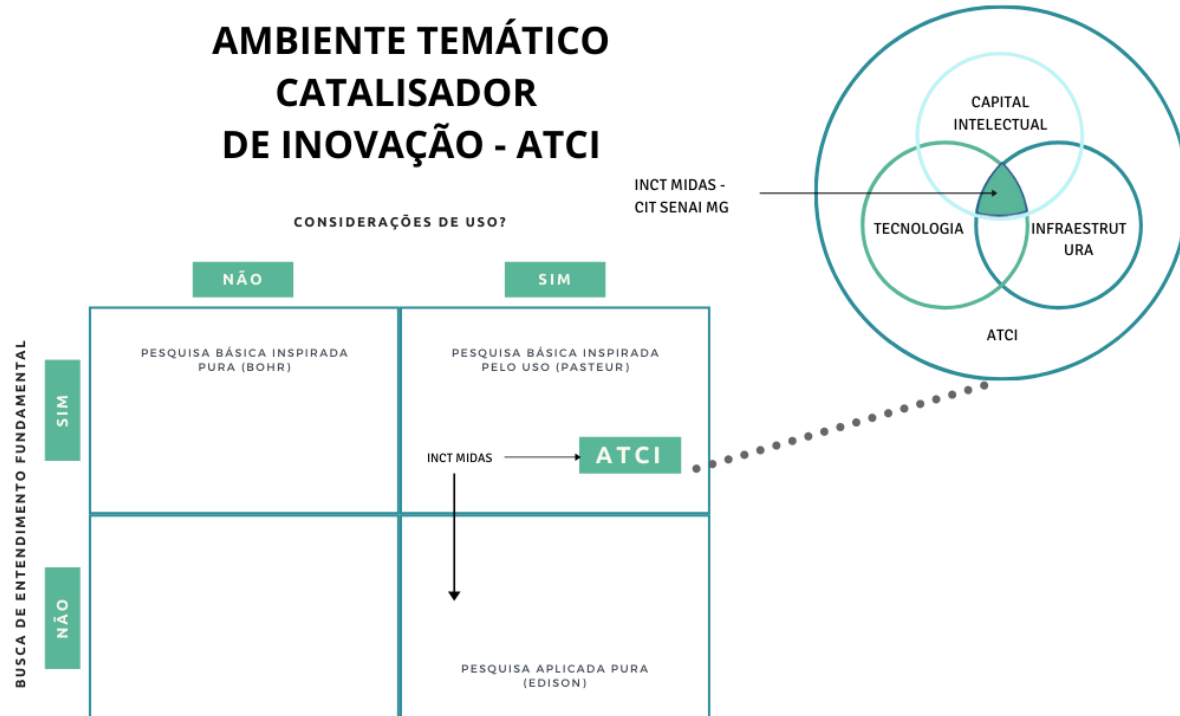 AMBIENTE TEMÁTICO
CATALISADOR
DE INOVAÇÃO - ATCI
CAPITAL
INTELECTUAL
INCT MIDAS -
CIT SENAI MG
TECNOLOGIA
INFRAESTRUT
URA
ATCI
CONSIDERAÇÕES DE USO?
NÃO
SIM
BUSCA DE ENTENDIMENTO FUNDAMENTAL
SIM
PESQUISA BÁSICA INSPIRADA
PURA (BOHR)
PESQUISA BÁSICA INSPIRADA
PELO USO (PASTEUR)
INCT MIDAS
ATCI
NÃO
PESQUISA APLICADA PURA
(EDISON)